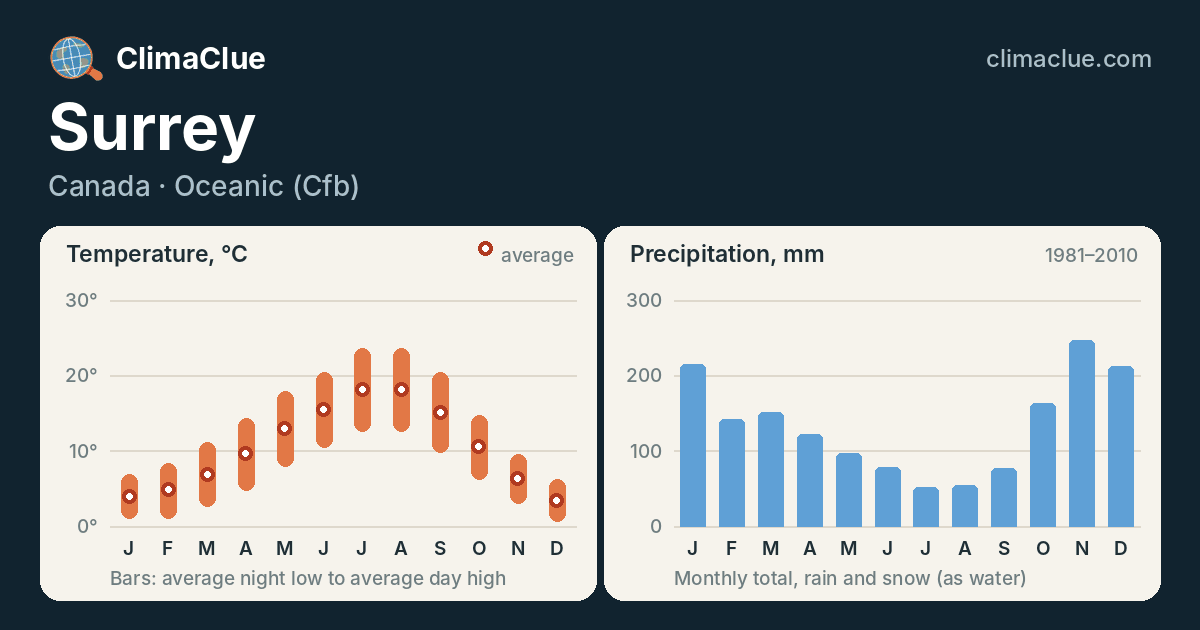 ClimaClue
climaclue.com
Surrey
Canada · Oceanic (Cfb)
Temperature, °C
average
30°
20°
10°
0°
J F M A M J J A S O N D
Bars: average night low to average day high
Precipitation, mm
1981–2010
300
200
100
0
J F M A M J J A S O N D
Monthly total, rain and snow (as water)